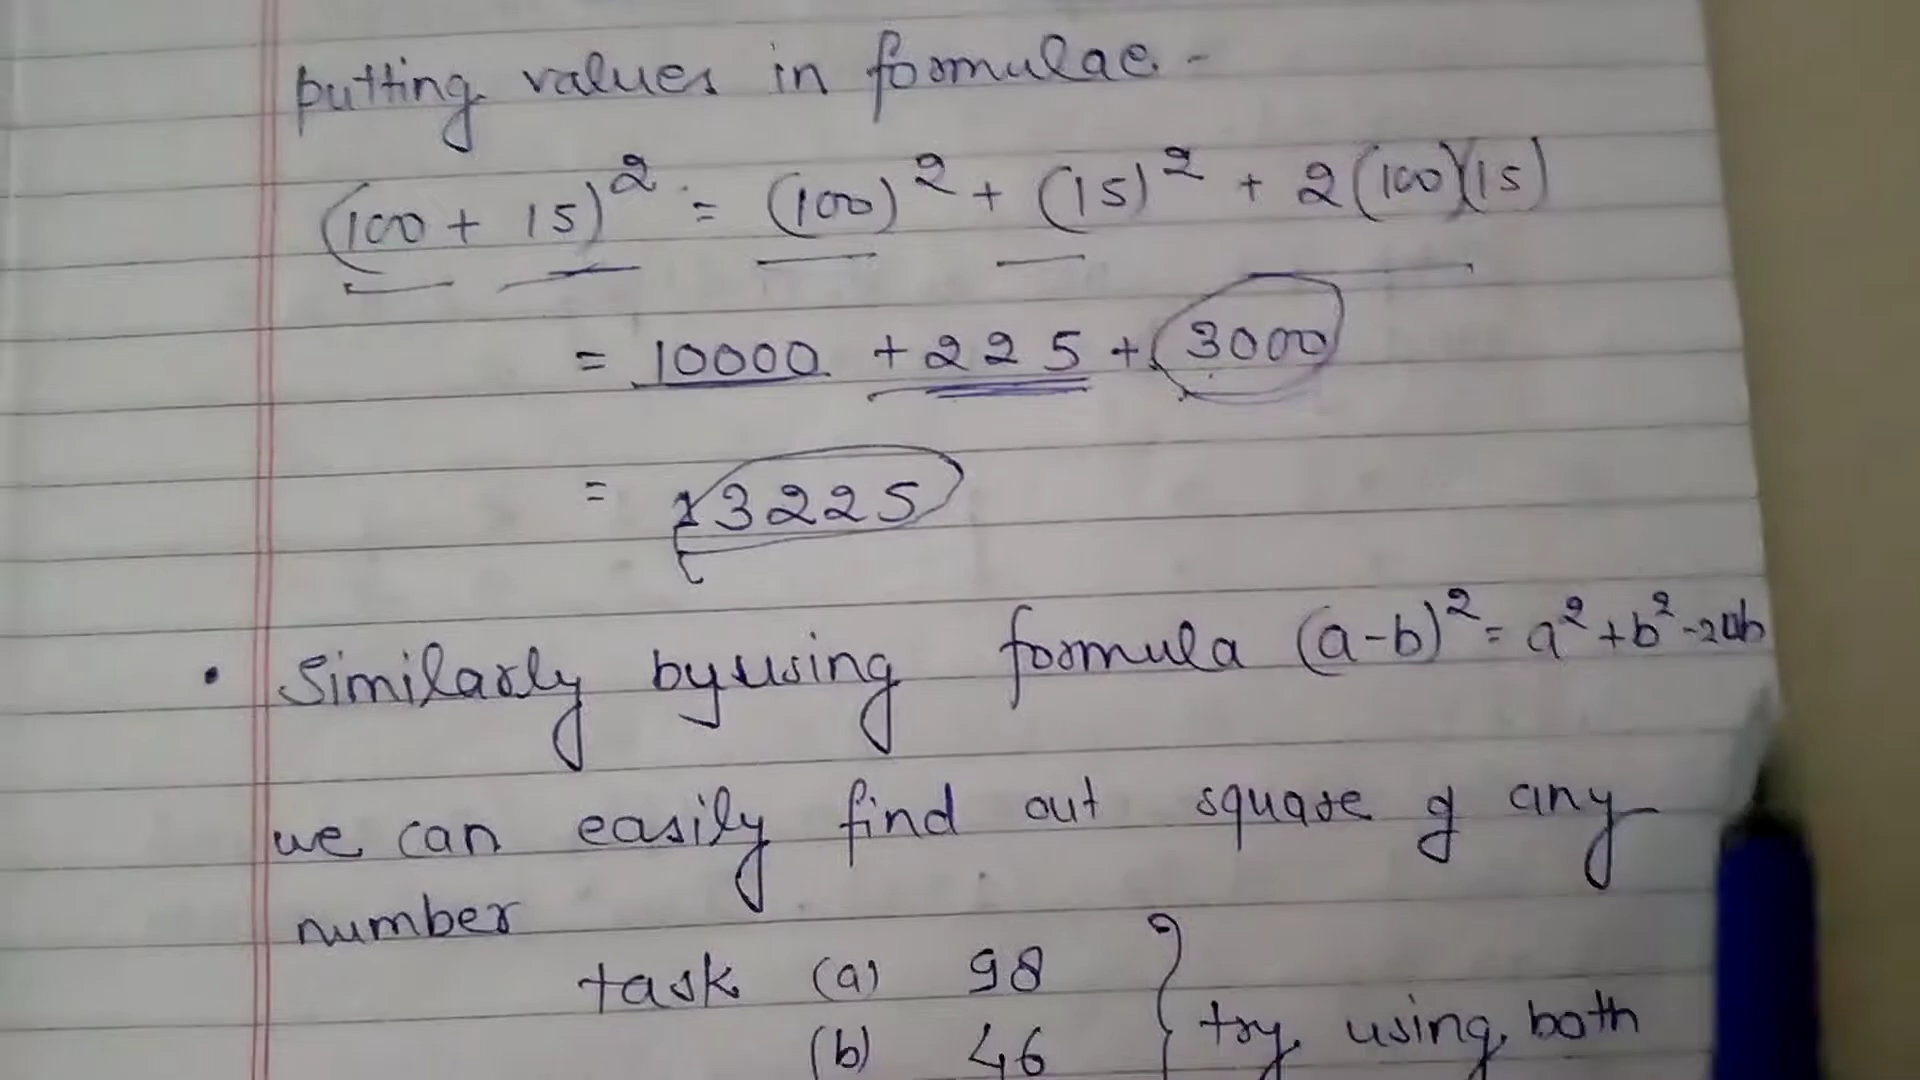 putting values in formulae -
(100 + 15)² = (100)² + (15)² + 2(100)(15)
= 10000 + 225 + 3000
= 13225
• Similarly by using formula (a-b)² = a² + b² - 2ab
we can easily find out square of any
number
task (a) 98
(b) 46 } try using both